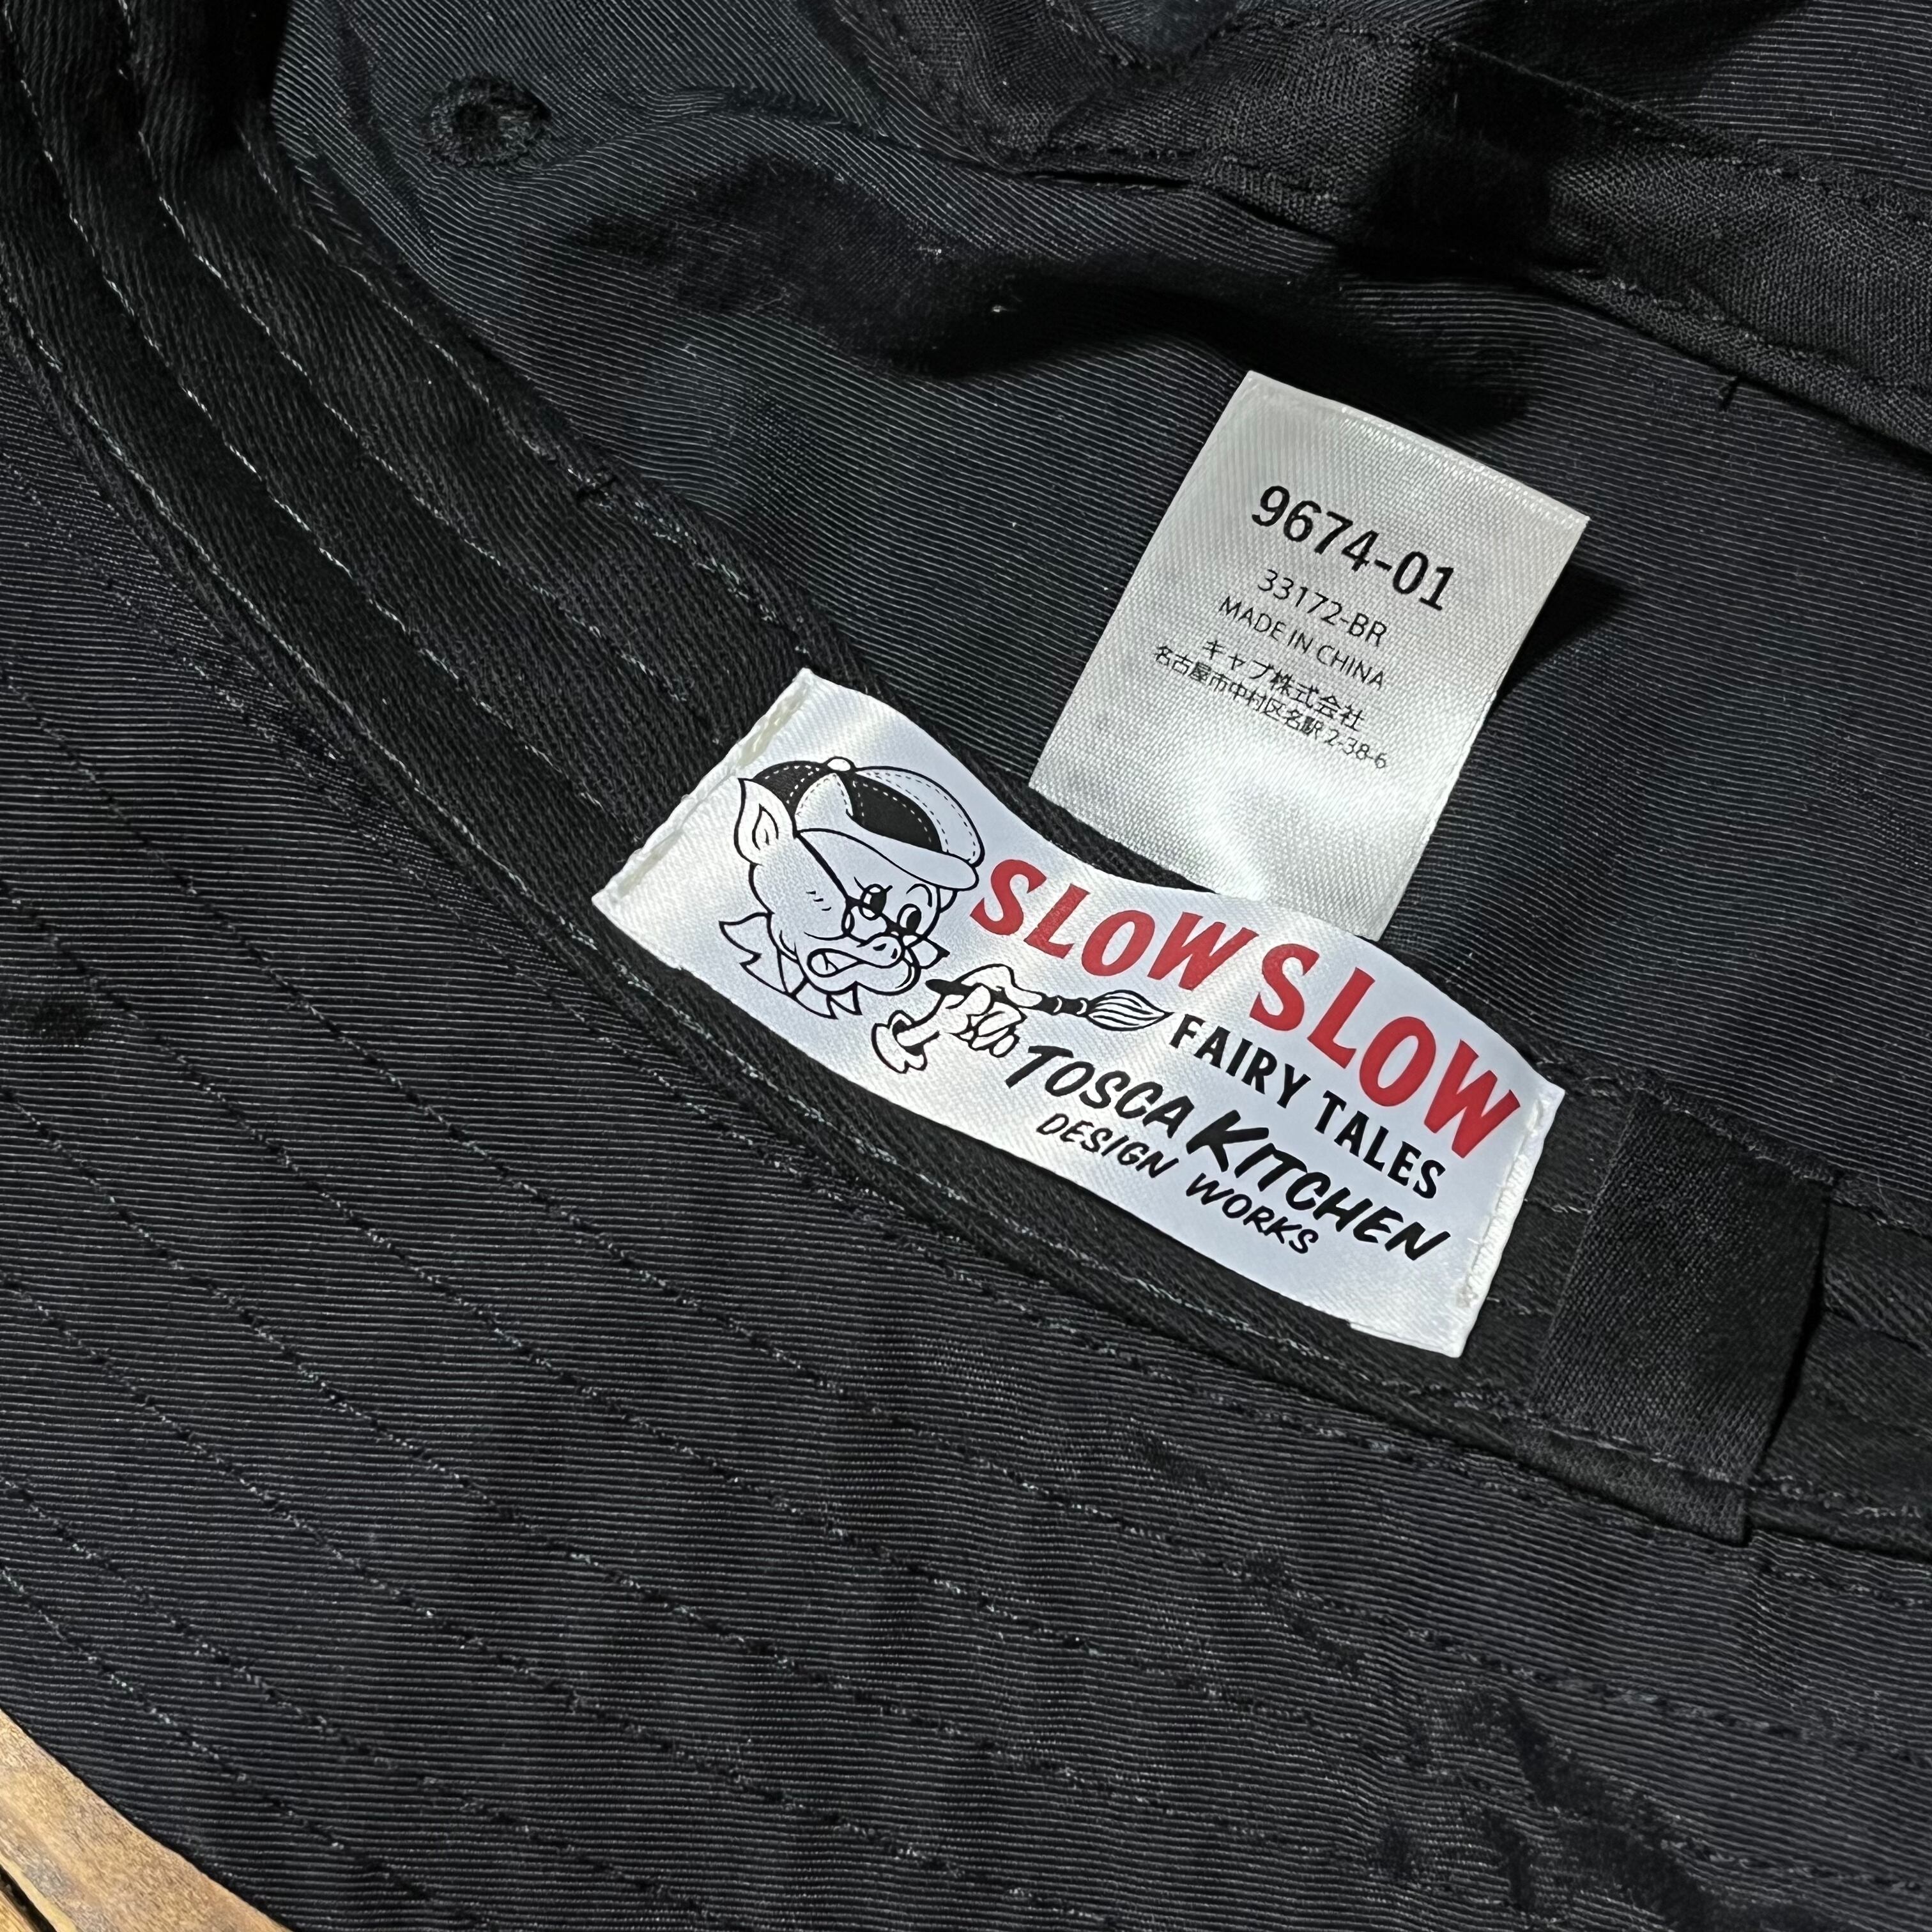 9674-01
33172-BR
MADE IN CHINA
キャプ株式会社
名古屋市中村区名駅 2-38-6
SLOW SLOW
FAIRY TALES
TOSCA KITCHEN
DESIGN WORKS